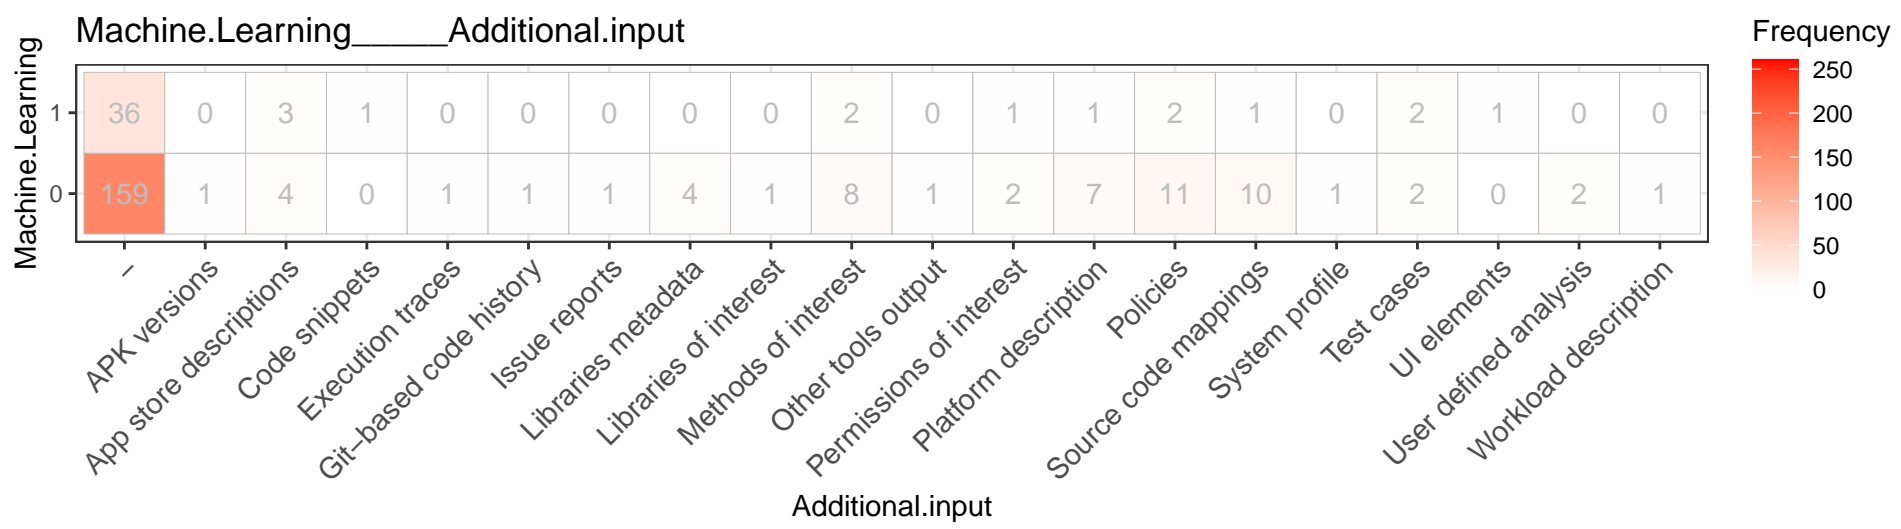 Machine.Learning_____Additional.input
Frequency
250
200
150
100
50
0
Machine.Learning
1
36 0 3 1 0 0 0 0 0 2 0 1 1 2 1 0 2 1 0 0
0
159 1 4 0 1 1 1 4 1 8 1 2 7 11 10 1 2 0 2 1
–
APK versions
App store descriptions
Code snippets
Execution traces
Git–based code history
Issue reports
Libraries metadata
Libraries of interest
Methods of interest
Other tools output
Permissions of interest
Platform description
Policies
Source code mappings
System profile
Test cases
UI elements
User defined analysis
Workload description
Additional.input